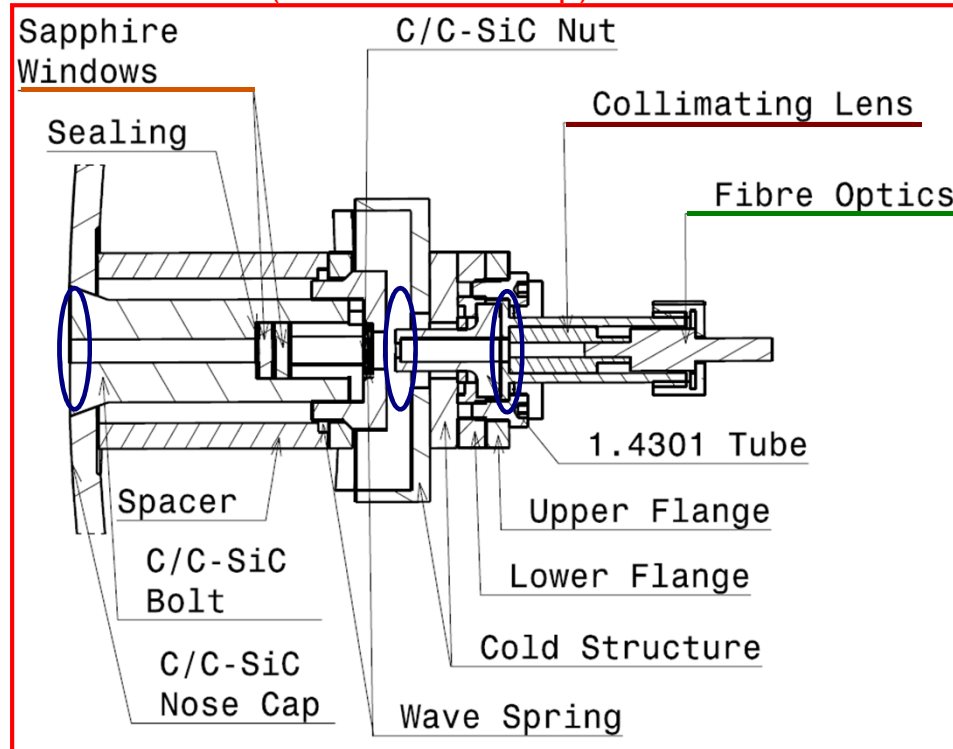 Sapphire
Windows
C/C-SiC Nut
Collimating Lens
Sealing
Fibre Optics
1.4301 Tube
Spacer
Upper Flange
C/C-SiC
Bolt
Lower Flange
Cold Structure
C/C-SiC
Nose Cap
Wave Spring